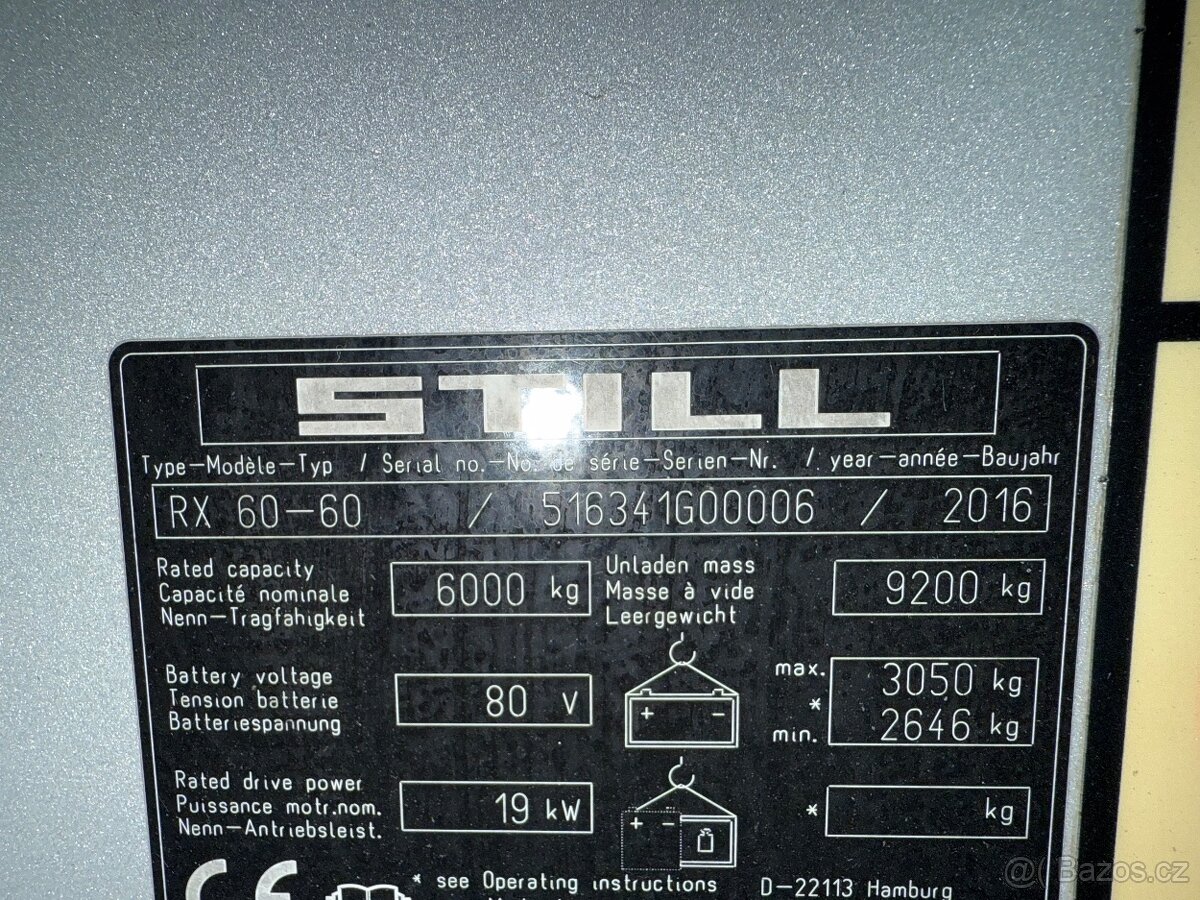 STILL
Type-Modèle-Typ / Serial no.-No. de série-Serien-Nr. / year-année-Baujahr
RX 60-60 / 516341G00006 / 2016
Rated capacity
Capacité nominale
Nenn-Tragfähigkeit
6000 kg
Unladen mass
Masse à vide
Leergewicht
9200 kg
Battery voltage
Tension batterie
Batteriespannung
80 V
+ -
max. 3050 kg
*
min. 2646 kg
Rated drive power
Puissance motr.nom.
Nenn-Antriebsleist.
19 kW
+ -
* kg
CE
* see Operating instructions
D-22113 Hamburg
@ Bazos.cz